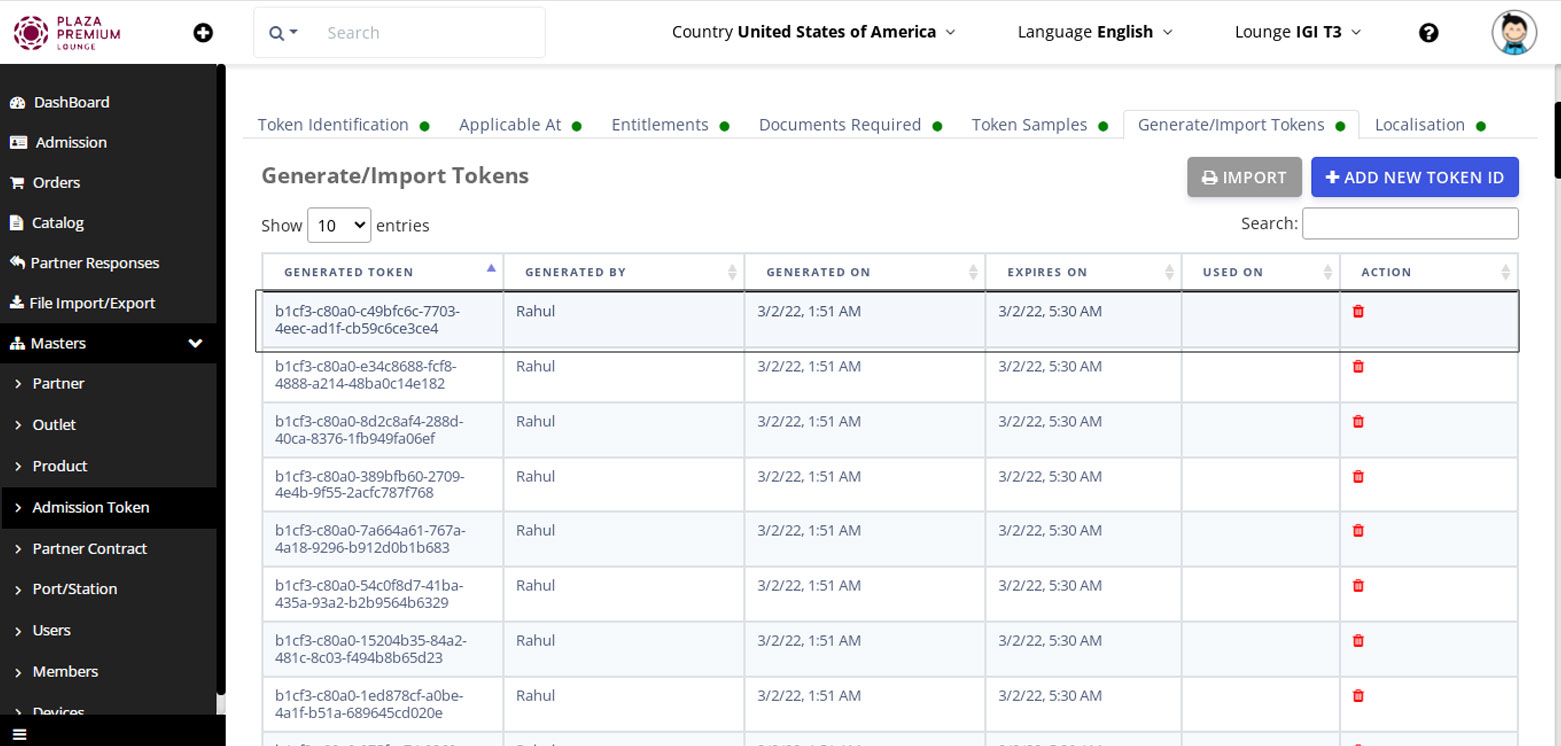 PLAZA
PREMIUM
LOUNGE
Search
Country United States of America
Language English
Lounge IGI T3
DashBoard
Admission
Orders
Catalog
Partner Responses
File Import/Export
Masters
Partner
Outlet
Product
Admission Token
Partner Contract
Port/Station
Users
Members
Devices
Token Identification
Applicable At
Entitlements
Documents Required
Token Samples
Generate/Import Tokens
Localisation
Generate/Import Tokens
IMPORT
ADD NEW TOKEN ID
Show 10 entries
Search:
GENERATED TOKEN GENERATED BY GENERATED ON EXPIRES ON USED ON ACTION
b1cf3-c80a0-c49bfc6c-7703- Rahul 3/2/22, 1:51 AM 3/2/22, 5:30 AM
4eec-ad1f-cb59c6ce3ce4
b1cf3-c80a0-e34c8688-fcf8- Rahul 3/2/22, 1:51 AM 3/2/22, 5:30 AM
4888-a214-48ba0c14e182
b1cf3-c80a0-8d2c8af4-288d- Rahul 3/2/22, 1:51 AM 3/2/22, 5:30 AM
40ca-8376-1fb949fa06ef
b1cf3-c80a0-389bfb60-2709- Rahul 3/2/22, 1:51 AM 3/2/22, 5:30 AM
4e4b-9f55-2acfc787f768
b1cf3-c80a0-7a664a61-767a- Rahul 3/2/22, 1:51 AM 3/2/22, 5:30 AM
4a18-9296-b912d0b1b683
b1cf3-c80a0-54c0f8d7-41ba- Rahul 3/2/22, 1:51 AM 3/2/22, 5:30 AM
435a-93a2-b2b9564b6329
b1cf3-c80a0-15204b35-84a2- Rahul 3/2/22, 1:51 AM 3/2/22, 5:30 AM
481c-8c03-f494b8b65d23
b1cf3-c80a0-1ed878cf-a0be- Rahul 3/2/22, 1:51 AM 3/2/22, 5:30 AM
4a1f-b51a-689645cd020e